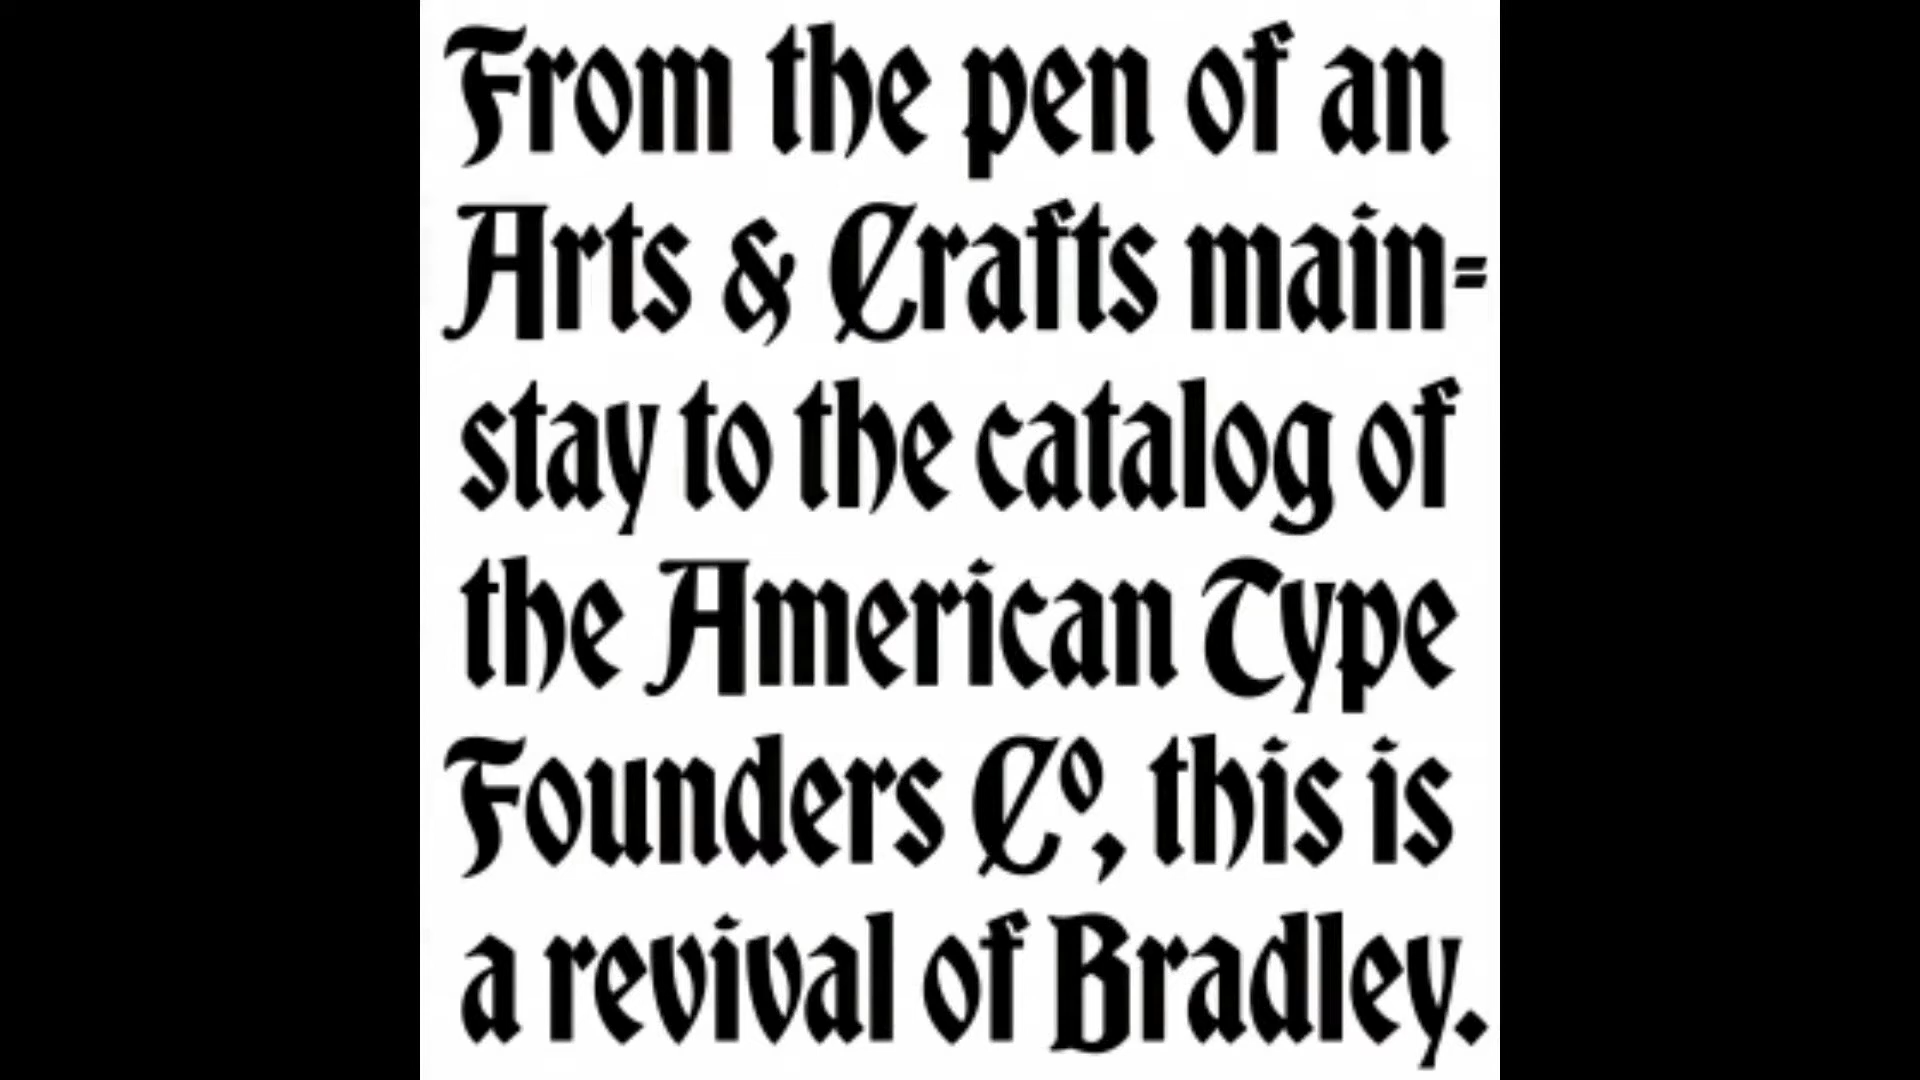 From the pen of an
Arts & Crafts main=
stay to the catalog of
the American Type
Founders Cº, this is
a revival of Bradley.